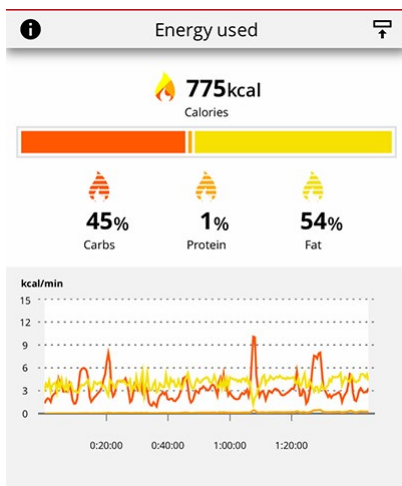 Energy used
775kcal
Calories
45% 1% 54%
Carbs Protein Fat
kcal/min
15
12
9
6
3
0
0:20:00 0:40:00 1:00:00 1:20:00